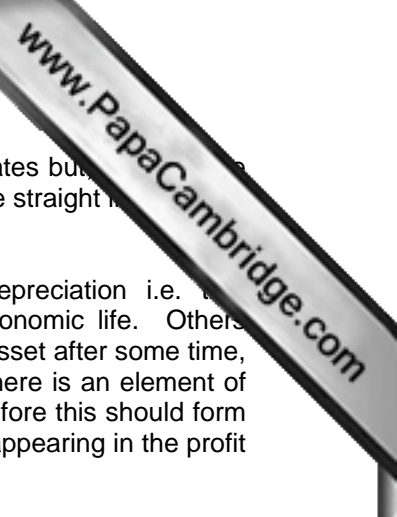 www.PapaCambridge.com
ates but,
e straight
epreciation i.e.
onomic life. Others
sset after some time,
here is an element of
fore this should form
appearing in the profit